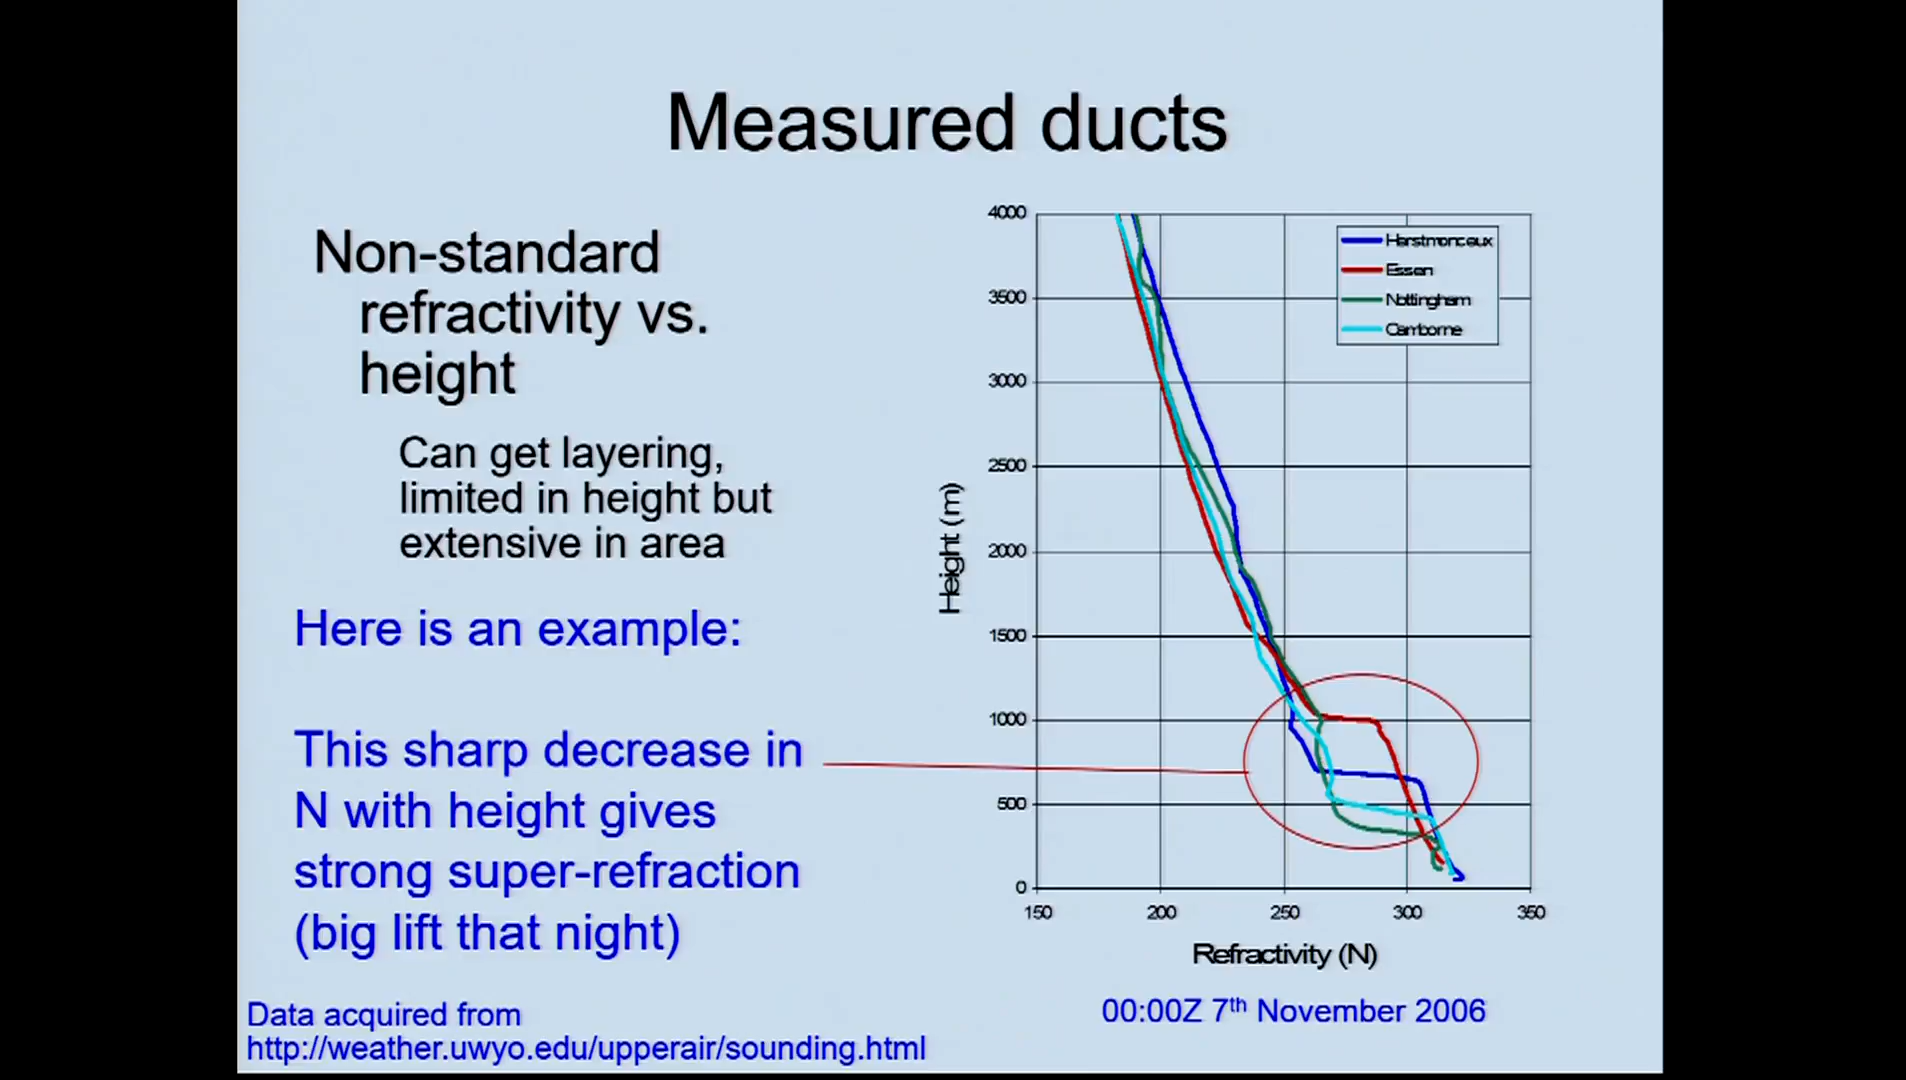 Measured ducts
Non-standard
refractivity vs.
height
Can get layering,
limited in height but
extensive in area
Here is an example:
This sharp decrease in
N with height gives
strong super-refraction
(big lift that night)
Data acquired from
http://weather.uwyo.edu/upperair/sounding.html
4000
3500
3000
2500
2000
1500
1000
500
0
Height (m)
150 200 250 300 350
Refractivity (N)
Herstmonceux
Essen
Nottingham
Camborne
00:00Z 7th November 2006